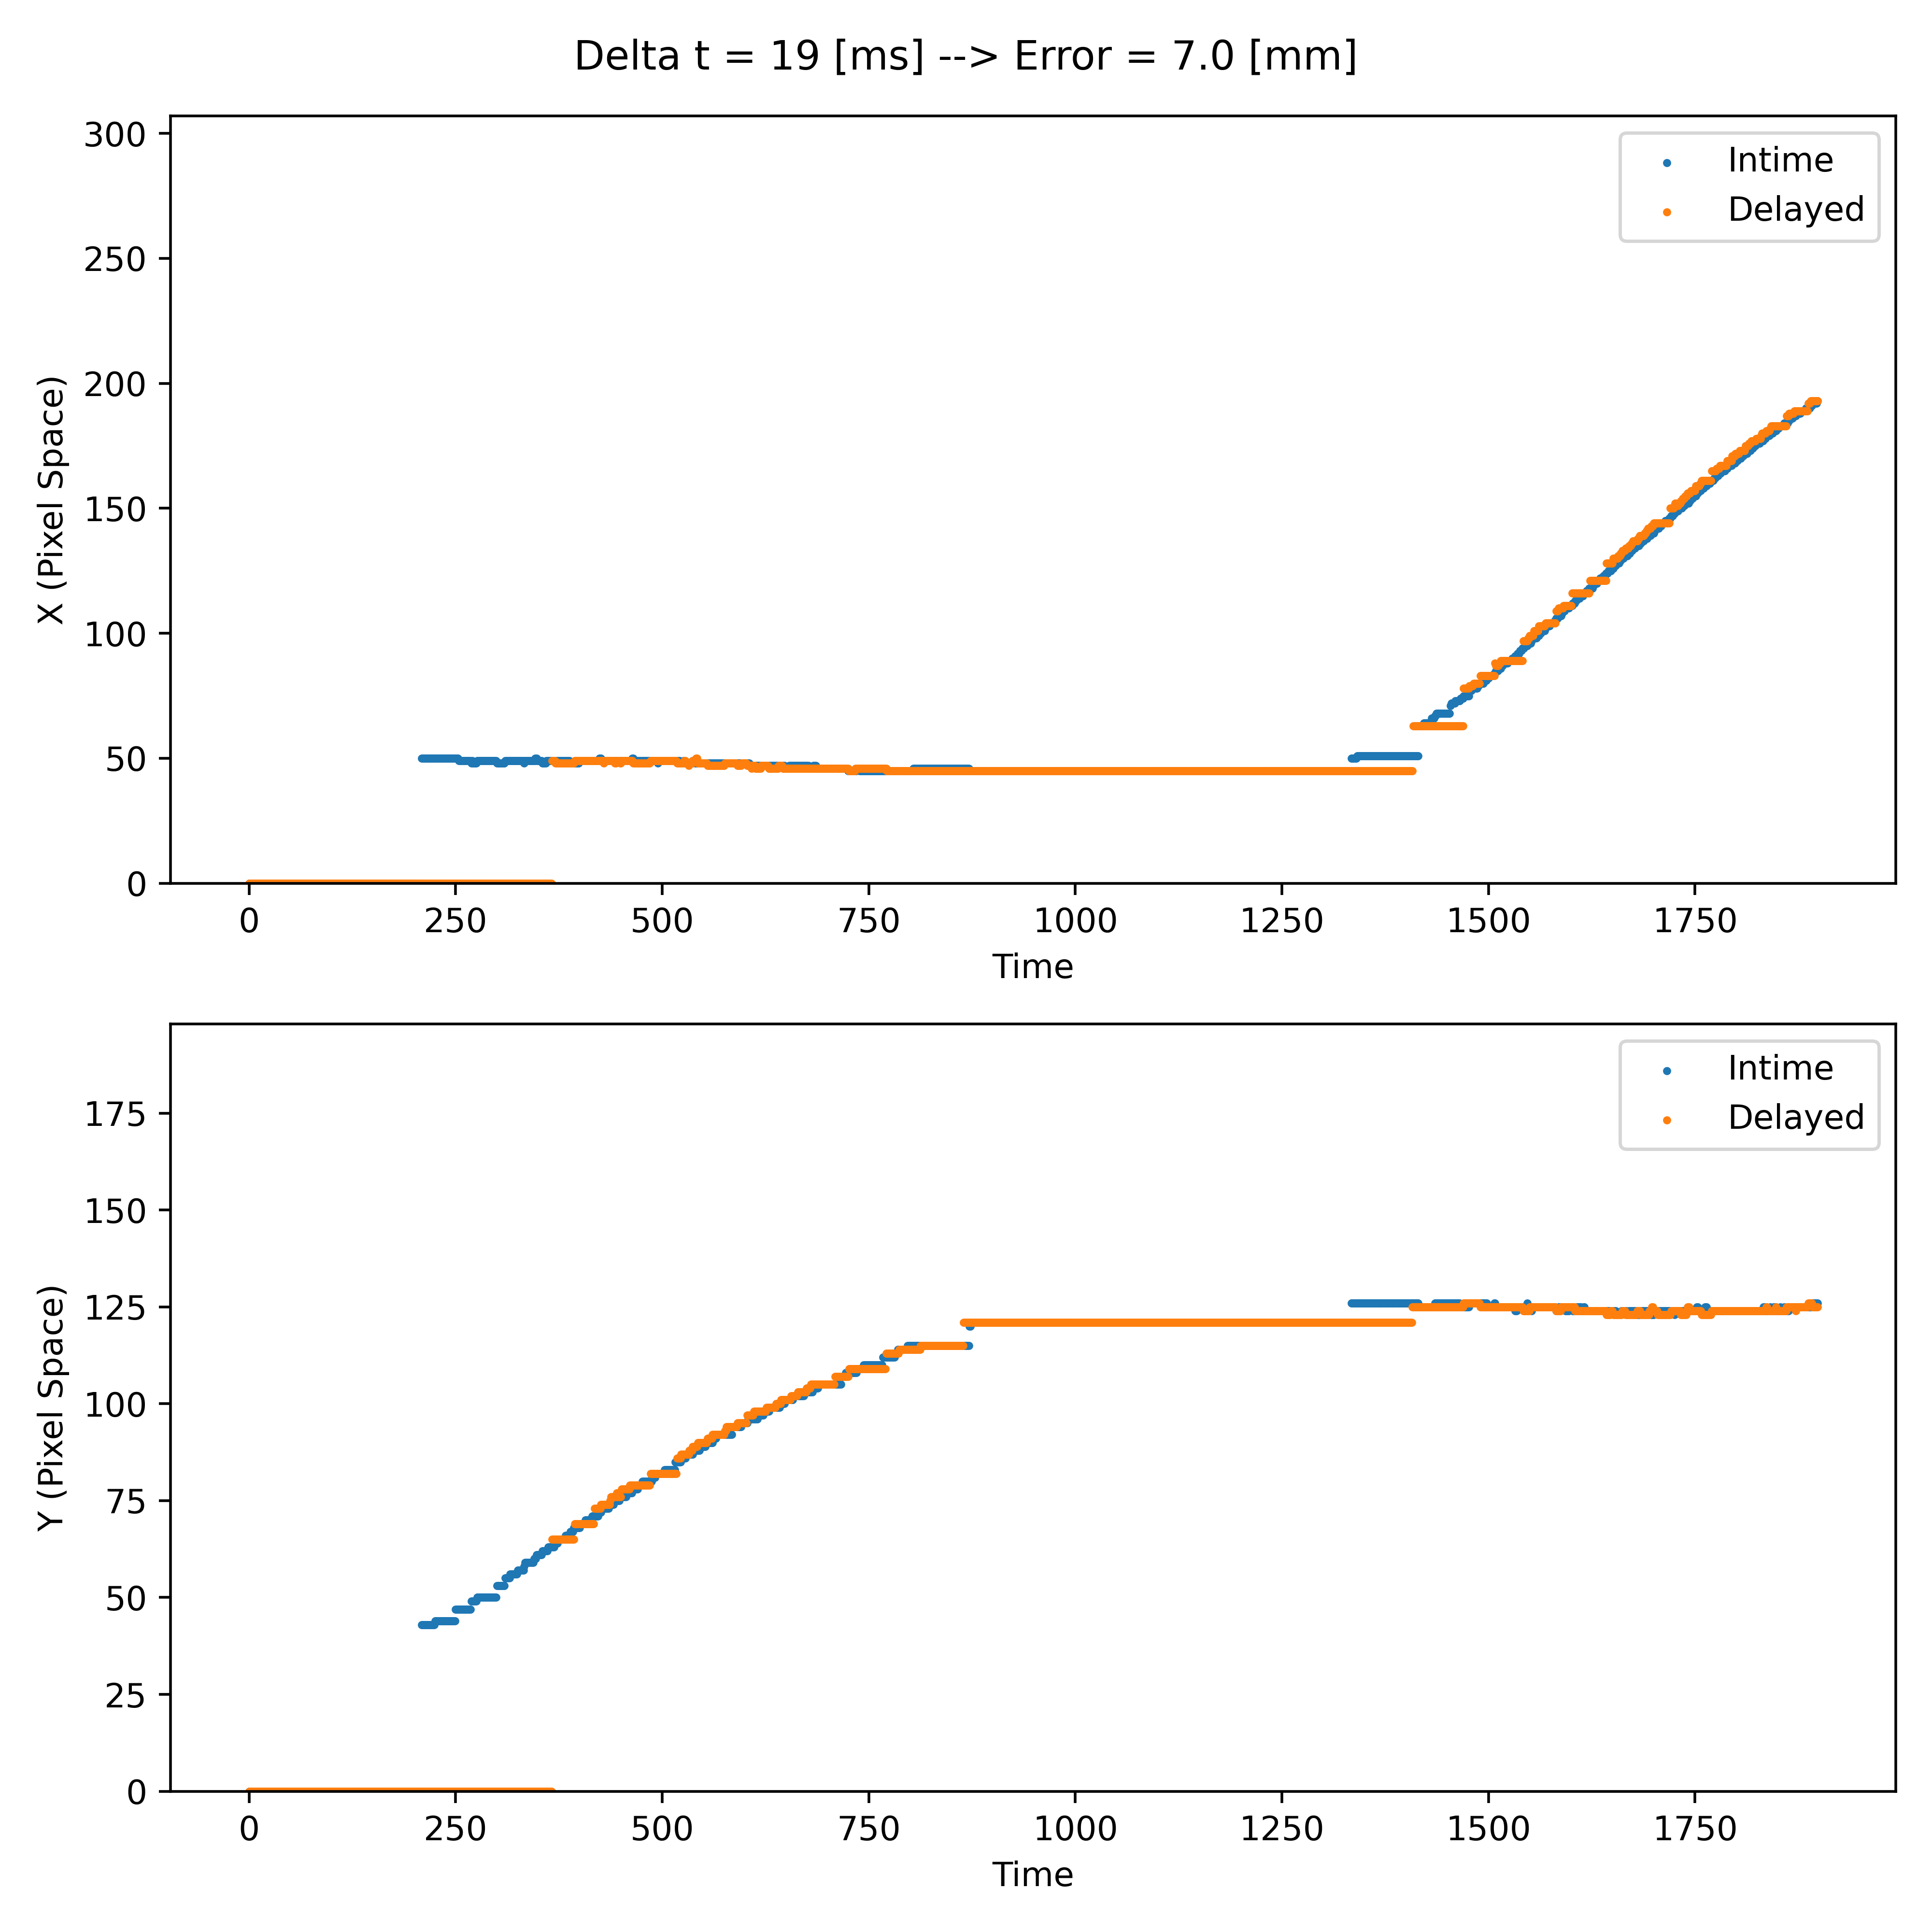 Delta t = 19 [ms] --> Error = 7.0 [mm]
300
250
200
150
100
50
0
X (Pixel Space)
Intime
Delayed
0 250 500 750 1000 1250 1500 1750
Time
175
150
125
100
75
50
25
0
Y (Pixel Space)
Intime
Delayed
0 250 500 750 1000 1250 1500 1750
Time